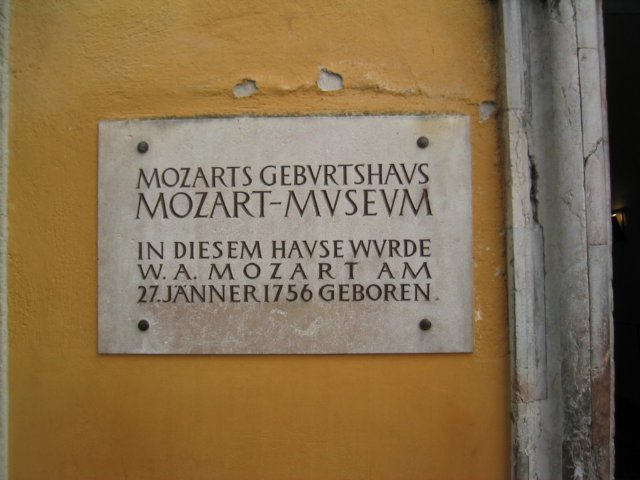 MOZARTS GEBVRTSHAVS
MOZART-MVSEVM
IN DIESEM HAVSE WVRDE
W.A. MOZART AM
27. JÄNNER 1756 GEBOREN.